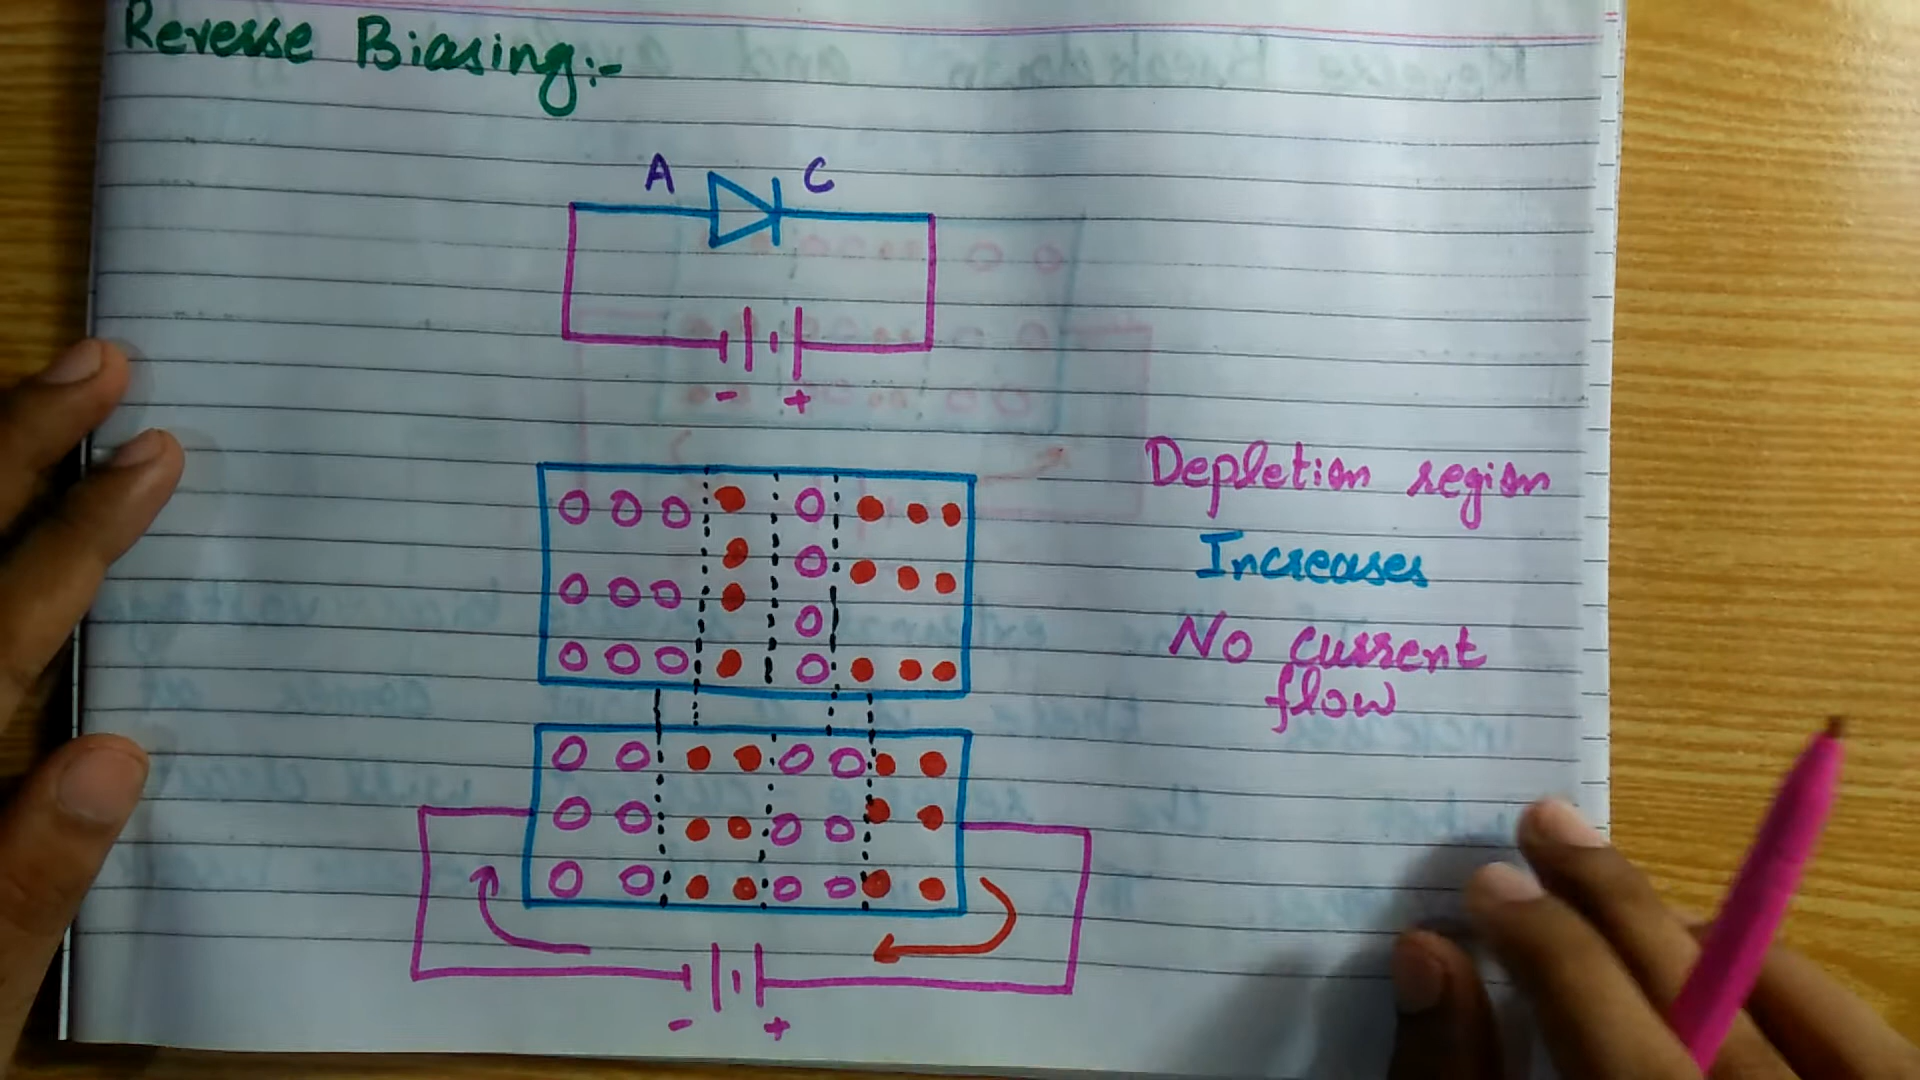 Reverse Biasing:-
A C
- +
Depletion region
Increases
No current
flow
- +